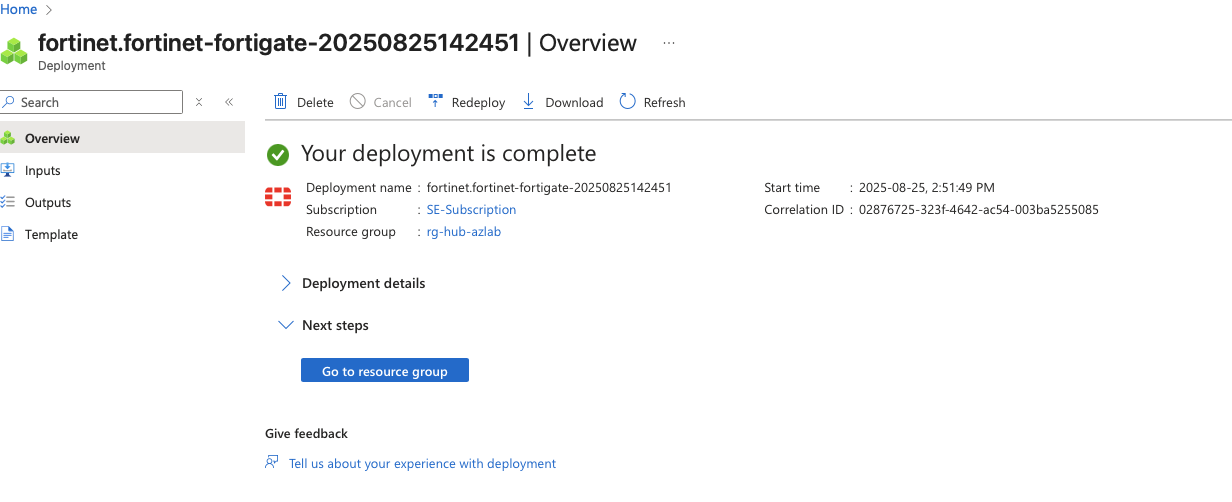 Home
fortinet.fortinet-fortigate-20250825142451 | Overview ...
Deployment
Search
Delete Cancel Redeploy Download Refresh
Overview
Inputs
Outputs
Template
Your deployment is complete
Deployment name : fortinet.fortinet-fortigate-20250825142451 Start time : 2025-08-25, 2:51:49 PM
Subscription : SE-Subscription Correlation ID : 02876725-323f-4642-ac54-003ba5255085
Resource group : rg-hub-azlab
Deployment details
Next steps
Go to resource group
Give feedback
Tell us about your experience with deployment